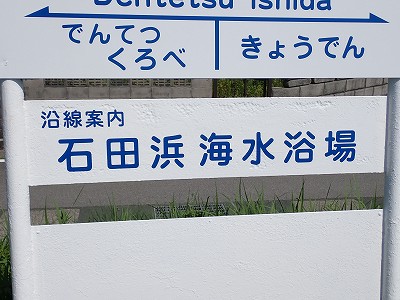 Dentetsu Ishida
でんてつ
くろべ
きょうでん
沿線案内
石田浜海水浴場